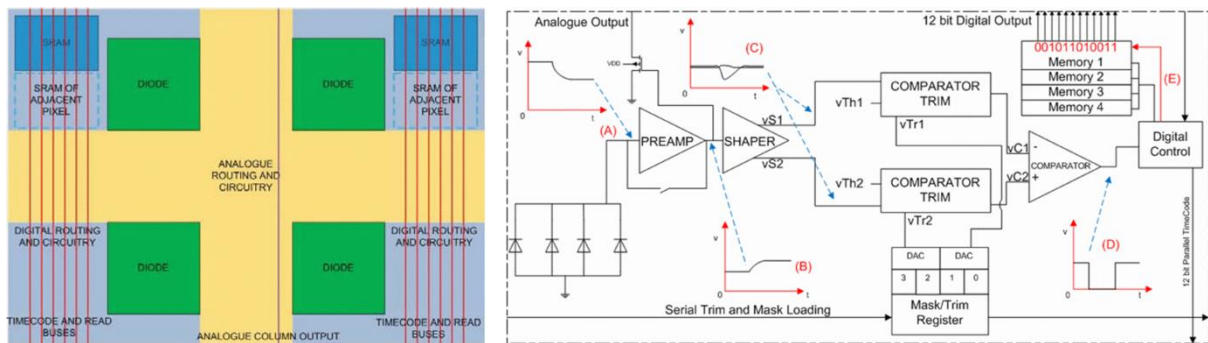 SRAM
SRAM OF
ADJACENT
PIXEL
DIODE
DIODE
SRAM
SRAM OF
ADJACENT
PIXEL
ANALOGUE
ROUTING AND
CIRCUITRY
DIGITAL ROUTING
AND CIRCUITRY
DIODE
DIODE
DIGITAL ROUTING
AND CIRCUITRY
TIMECODE AND READ
BUSES
ANALOGUE COLUMN OUTPUT
TIMECODE AND READ
BUSES
Analogue Output
12 bit Digital Output
v
0
t
(A)
VDD
v
0
t
(C)
001011010011
Memory 1
Memory 2
Memory 3
Memory 4
(E)
PREAMP
SHAPER
vS1
vS2
vTh1
COMPARATOR
TRIM
vTr1
vTh2
COMPARATOR
TRIM
vTr2
vC1
-
vC2
+
COMPARATOR
Digital
Control
v
0
t
(B)
DAC
DAC
3
2
1
0
Mask/Trim
Register
v
0
t
(D)
Serial Trim and Mask Loading
12 bit Parallel TimeCode